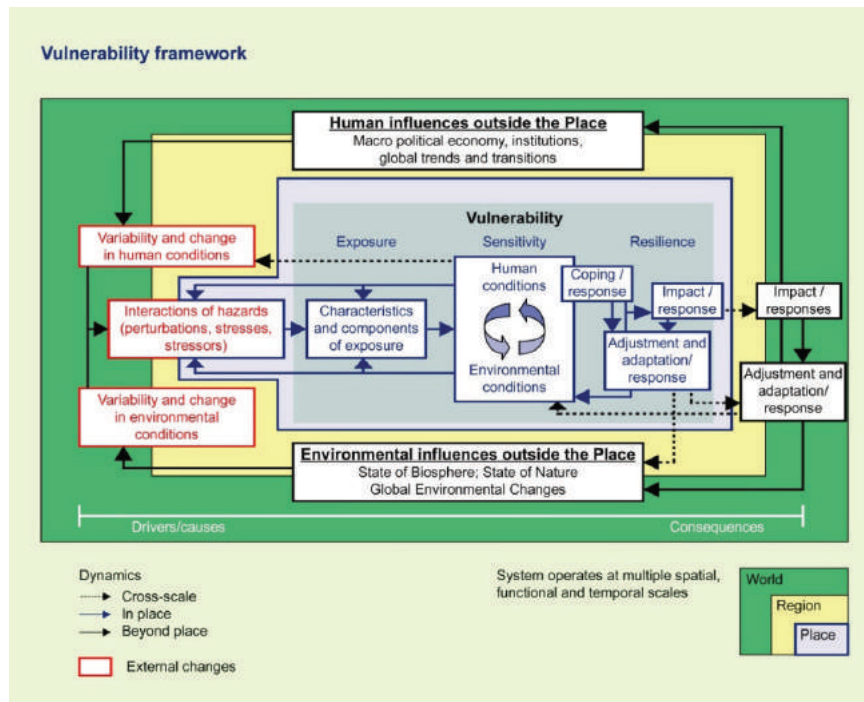 Vulnerability framework
Human influences outside the Place
Macro political economy, institutions,
global trends and transitions
Vulnerability
Exposure
Sensitivity
Resilience
Variability and change
in human conditions
Human
conditions
Coping /
response
Impact /
response
Impact /
responses
Interactions of hazards
(perturbations, stresses,
stressors)
Characteristics
and components
of exposure
Adjustment and
adaptation/
response
Environmental
conditions
Adjustment and
adaptation/
response
Variability and change
in environmental
conditions
Environmental influences outside the Place
State of Biosphere; State of Nature
Global Environmental Changes
Drivers/causes
Consequences
Dynamics
Cross-scale
In place
Beyond place
External changes
System operates at multiple spatial,
functional and temporal scales
World
Region
Place